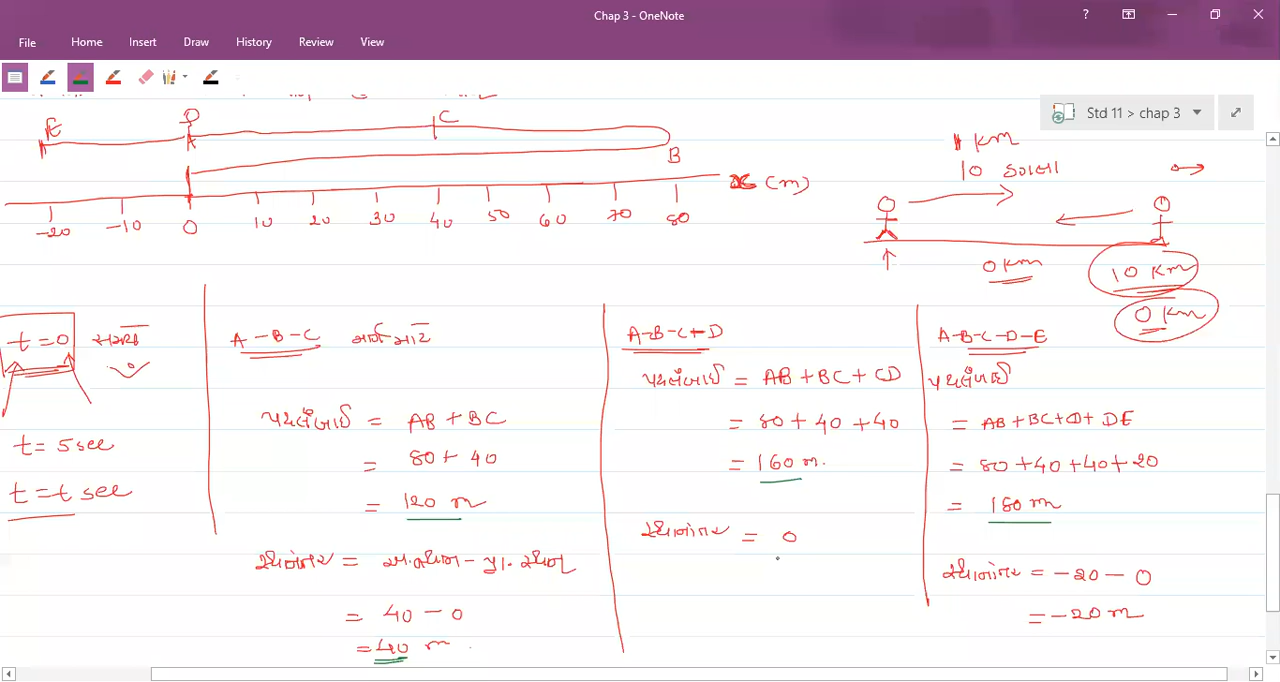 Chap 3 - OneNote
File Home Insert Draw History Review View
Std 11 > chap 3
E A C B
x (m)
-20 -10 0 10 20 30 40 50 60 70 80
1 km
10
0 km
10 km
0 km
t=0 સમયે
t = 5 sec
t = t sec
A-B-C માર્ગ માટે
પથલંબાઈ = AB + BC
= 80 + 40
= 120 m
સ્થાનાંતર = અ.સ્થાન - પ્રા.સ્થાન
= 40 - 0
= 40 m
A-B-C-D
પથલંબાઈ = AB + BC + CD
= 80 + 40 + 40
= 160 m.
સ્થાનાંતર = 0
A-B-C-D-E
પથલંબાઈ
= AB + BC + CD + DE
= 80+40+40+20
= 180 m
સ્થાનાંતર = -20 - 0
= -20 m